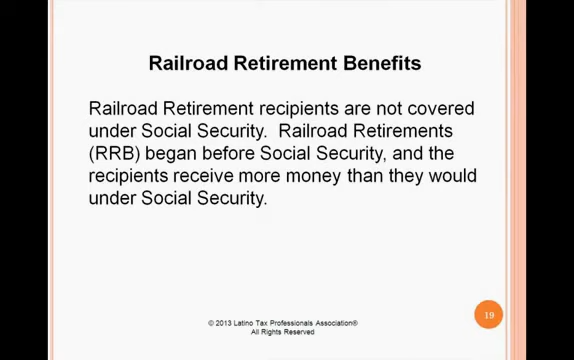 Railroad Retirement Benefits
Railroad Retirement recipients are not covered
under Social Security.  Railroad Retirements
(RRB) began before Social Security, and the
recipients receive more money than they would
under Social Security.
19
© 2013 Latino Tax Professionals Association®
All Rights Reserved